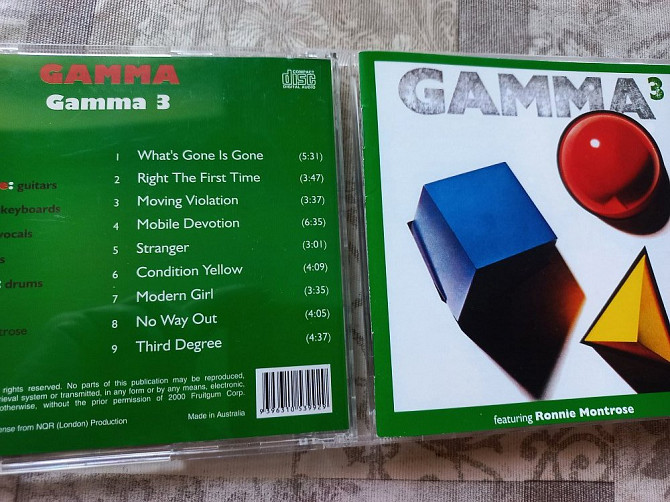 GAMMA
Gamma 3
COMPACT
disc
DIGITAL AUDIO
1 What's Gone Is Gone (5:31)
2 Right The First Time (3:47)
3 Moving Violation (3:37)
4 Mobile Devotion (6:35)
5 Stranger (3:01)
6 Condition Yellow (4:09)
7 Modern Girl (3:35)
8 No Way Out (4:05)
9 Third Degree (4:37)
: guitars
keyboards
vocals
drums
rights reserved. No parts of this publication may be reproduced,
system or transmitted, in any form or by any means, electronic,
otherwise, without the prior permission of 2000 Fruitgum Corp.
from NQR (London) Production
Made in Australia
GAMMA3
featuring Ronnie Montrose